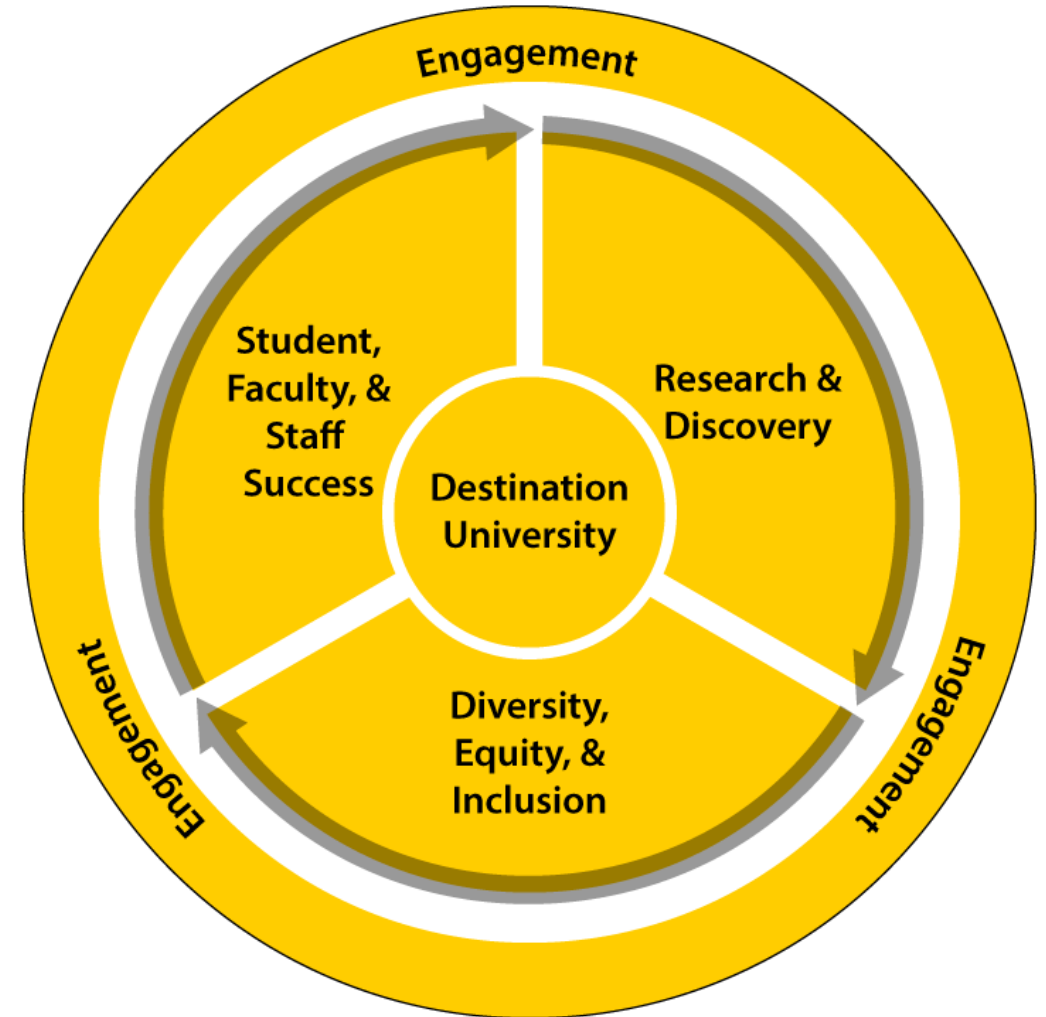 Engagement
Student,
Faculty, &
Staff
Success
Research &
Discovery
Destination
University
Diversity,
Equity, &
Inclusion
Engagement
Engagement